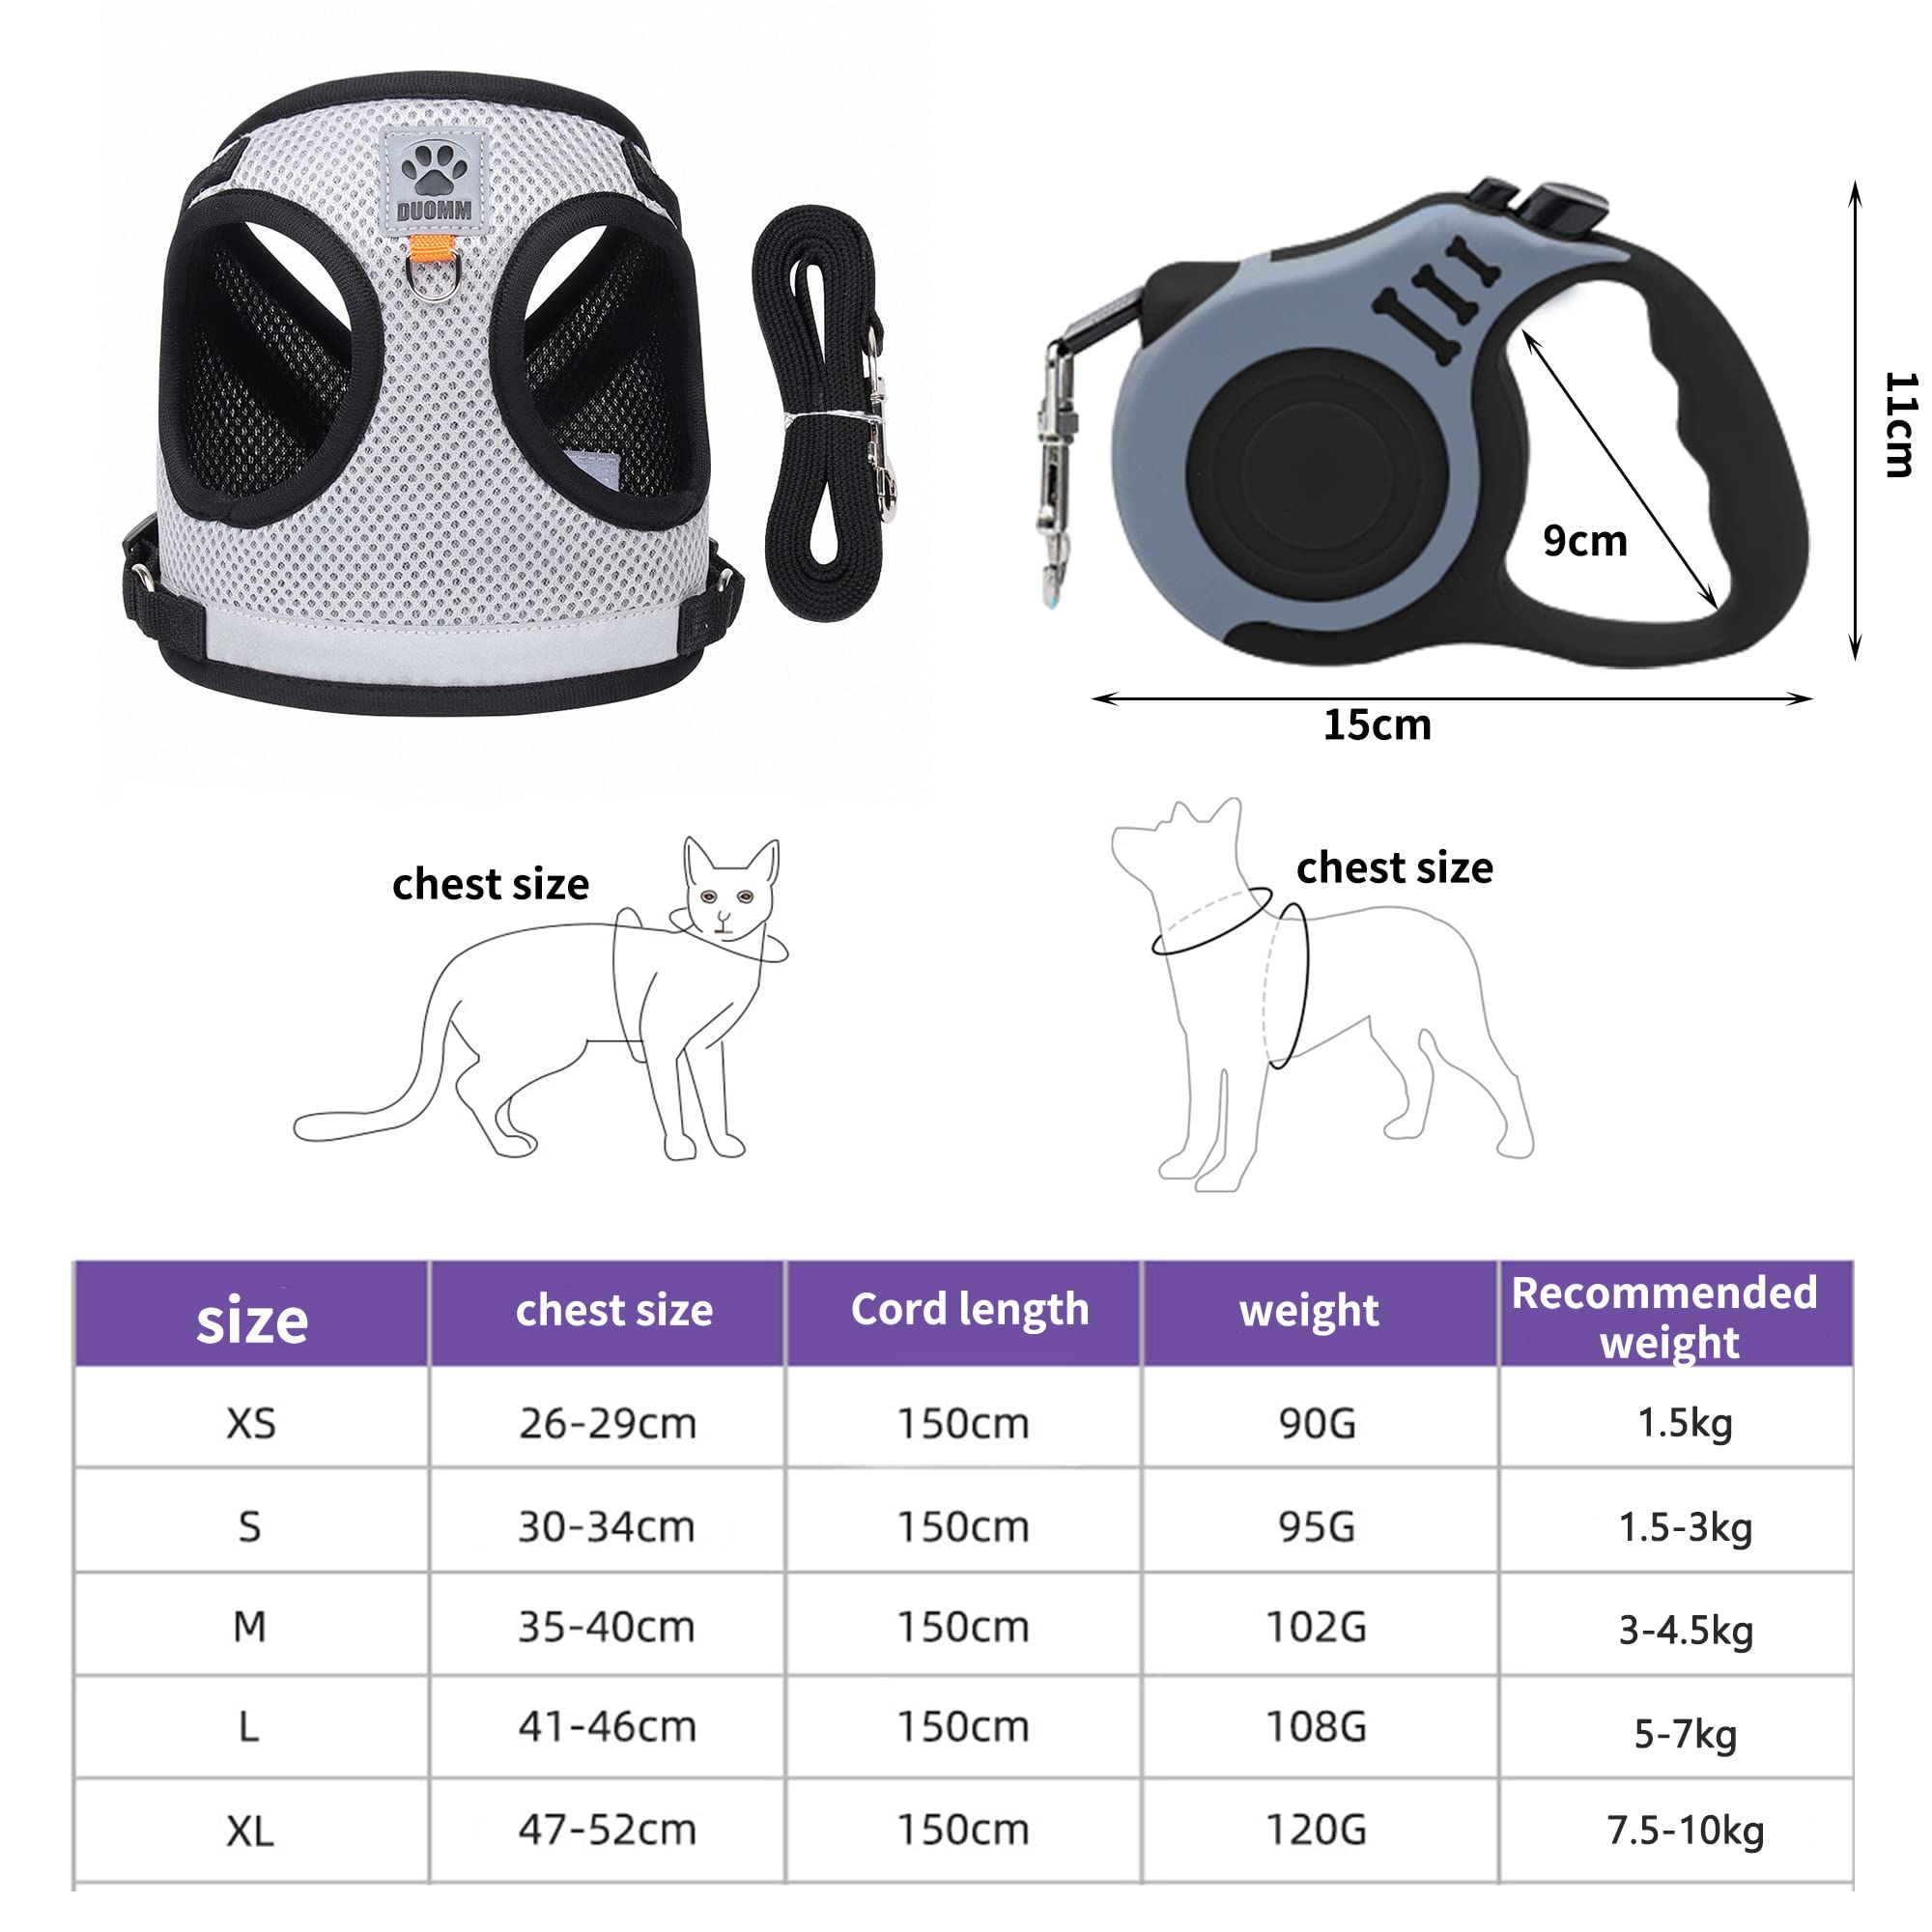 DUOMM
11cm
9cm
15cm
chest size
chest size
size chest size Cord length weight Recommended weight
XS 26-29cm 150cm 90G 1.5kg
S 30-34cm 150cm 95G 1.5-3kg
M 35-40cm 150cm 102G 3-4.5kg
L 41-46cm 150cm 108G 5-7kg
XL 47-52cm 150cm 120G 7.5-10kg